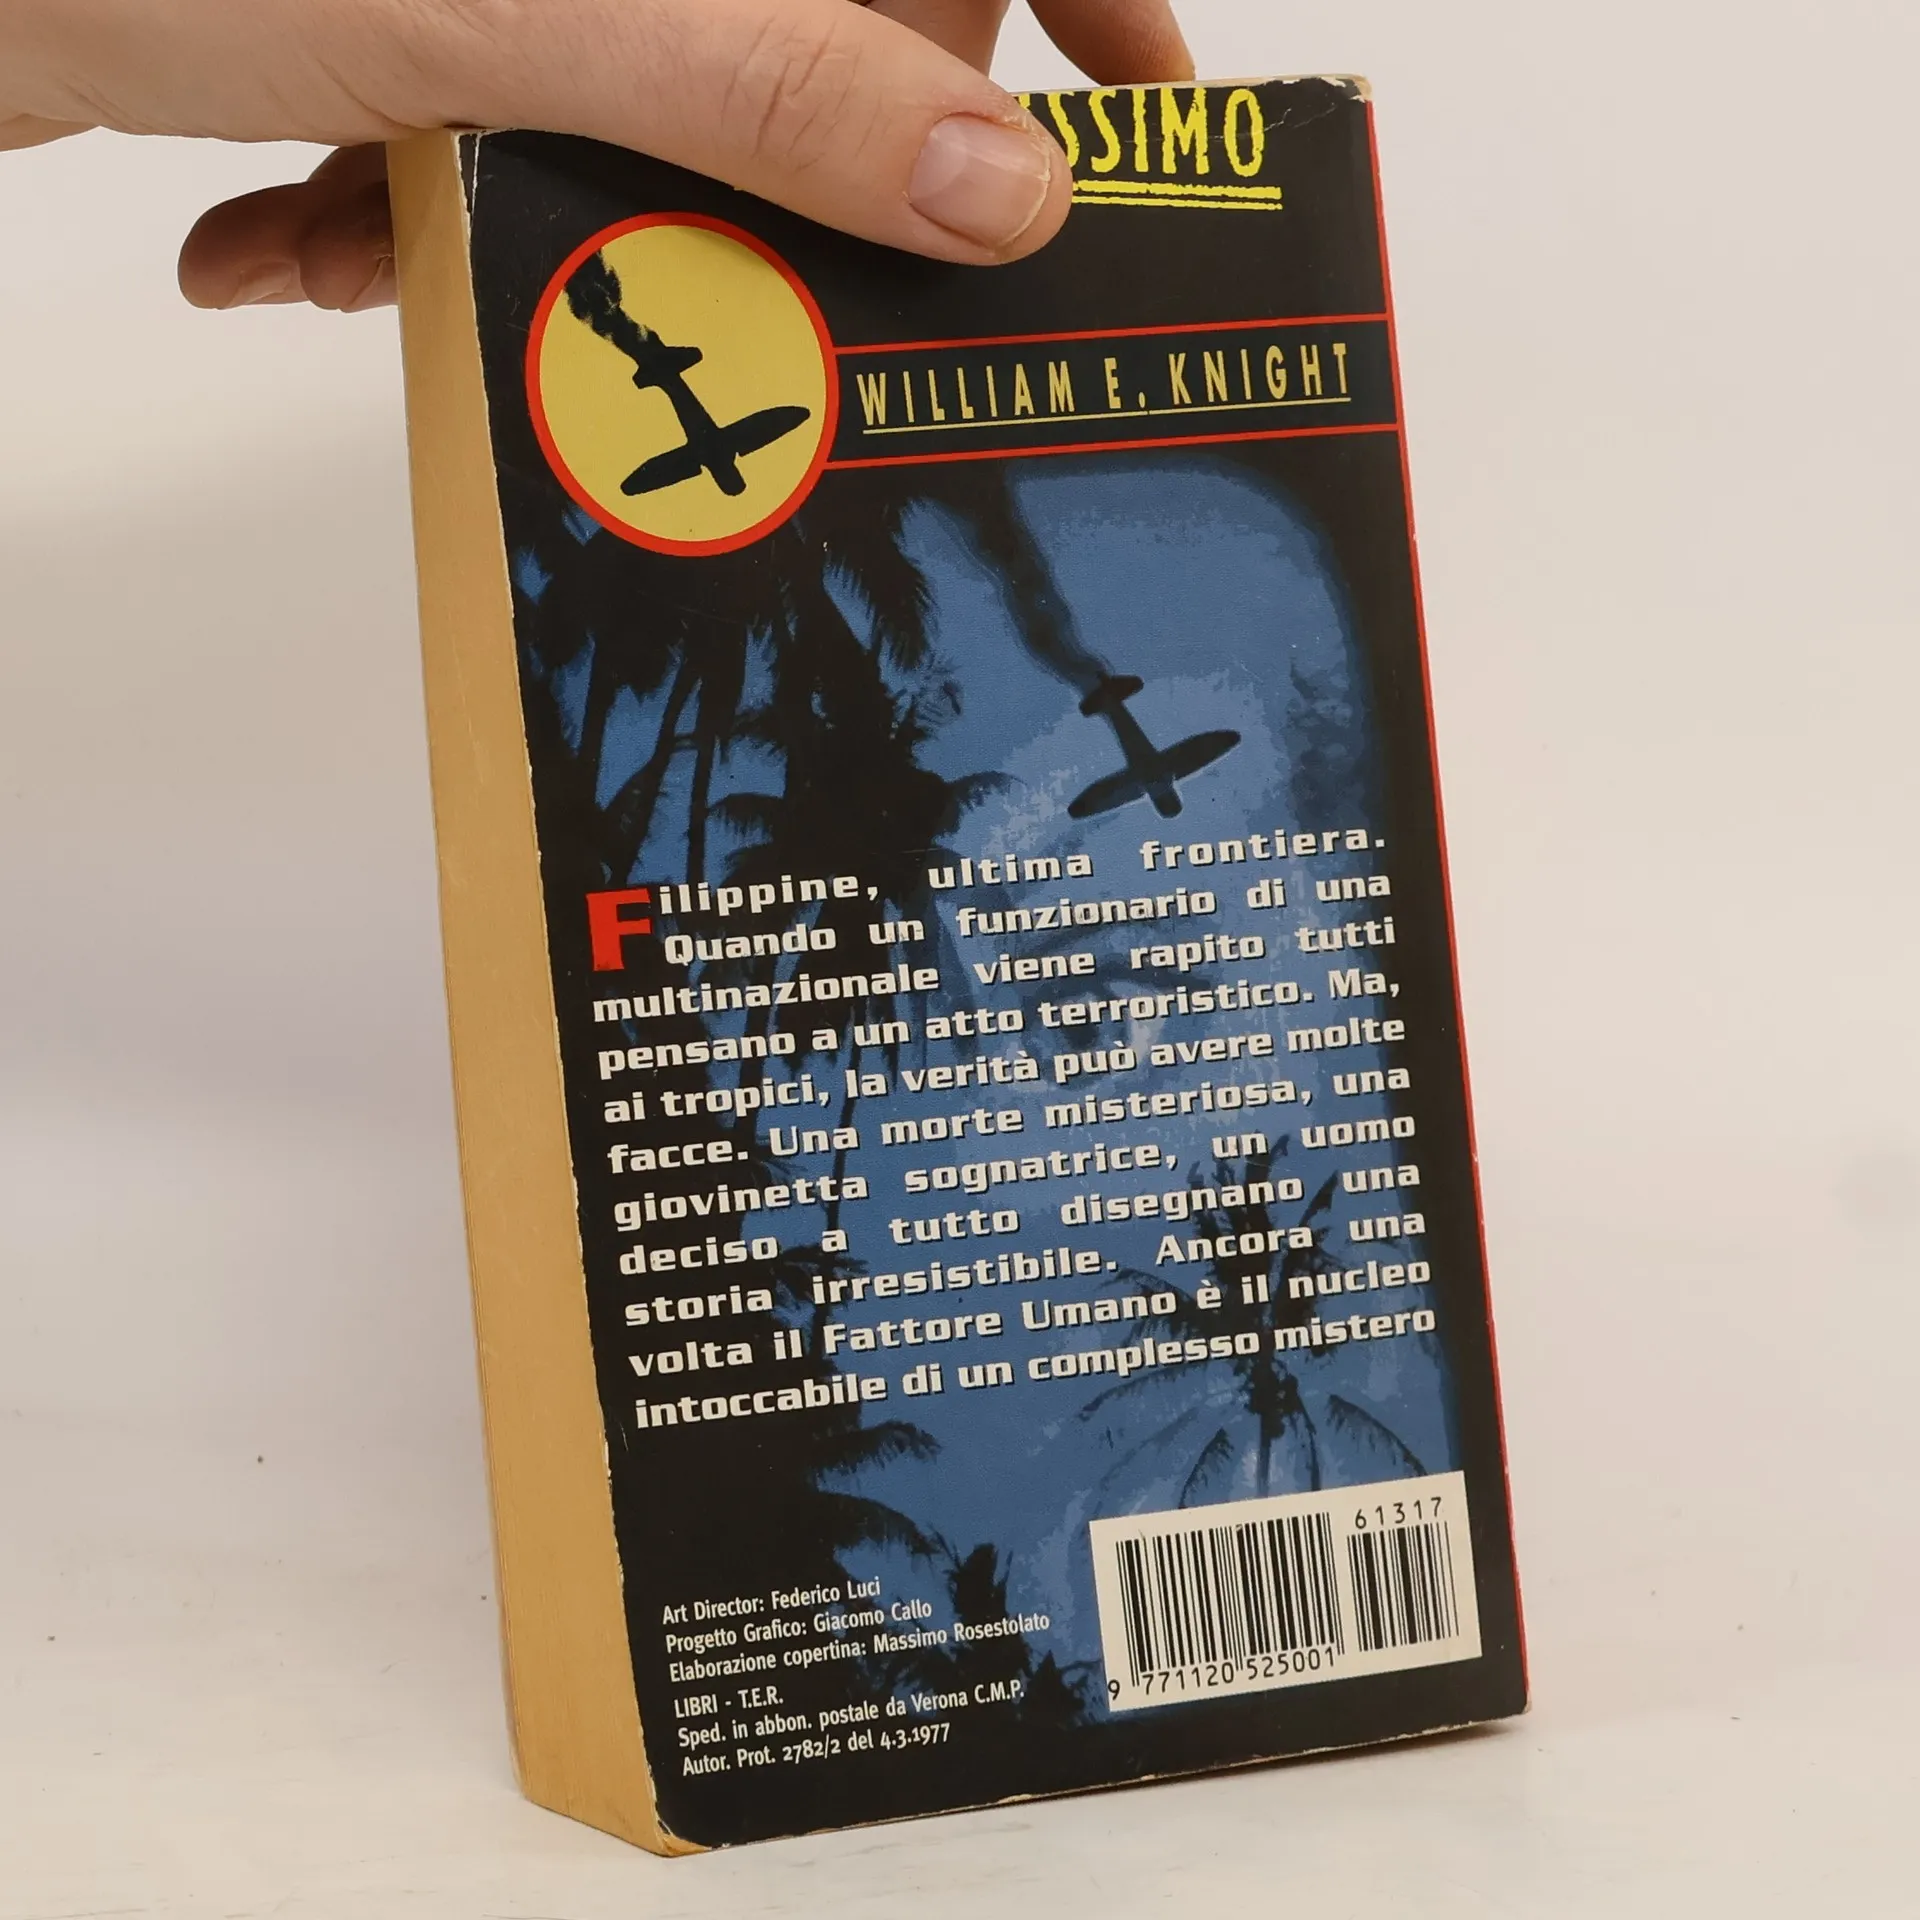 WILLIAM E. KNIGHT
Filippine, ultima frontiera.
Quando un funzionario di una
multinazionale viene rapito tutti
pensano a un atto terroristico. Ma,
ai tropici, la verità può avere molte
facce. Una morte misteriosa, una
giovinetta sognatrice, un uomo
deciso a tutto disegnano una
storia irresistibile. Ancora una
volta il Fattore Umano è il nucleo
intoccabile di un complesso mistero
61317
9 771120 525001
Art Director: Federico Luci
Progetto Grafico: Giacomo Callo
Elaborazione copertina: Massimo Rosestolato
LIBRI - T.E.R.
Sped. in abbon. postale da Verona C.M.P.
Autor. Prot. 2782/2 del 4.3.1977